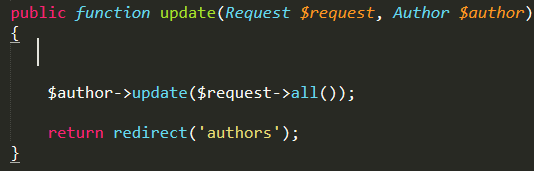 public function update(Request $request, Author $author)
{
$author->update($request->all());
return redirect('authors');
}